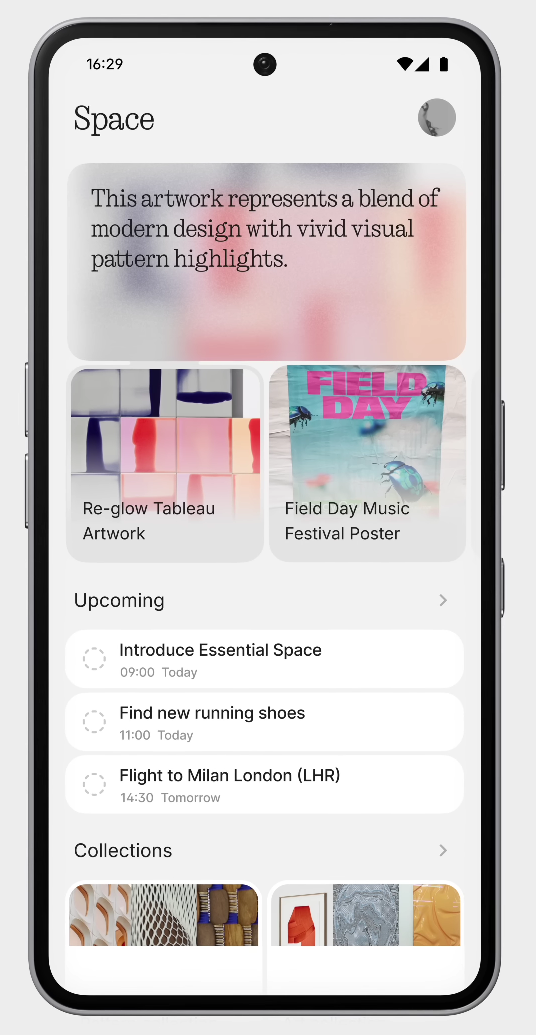 16:29
Space
This artwork represents a blend of
modern design with vivid visual
pattern highlights.
FIELD
DAY
Re-glow Tableau
Artwork
Field Day Music
Festival Poster
Upcoming
Introduce Essential Space
09:00 Today
Find new running shoes
11:00 Today
Flight to Milan London (LHR)
14:30 Tomorrow
Collections